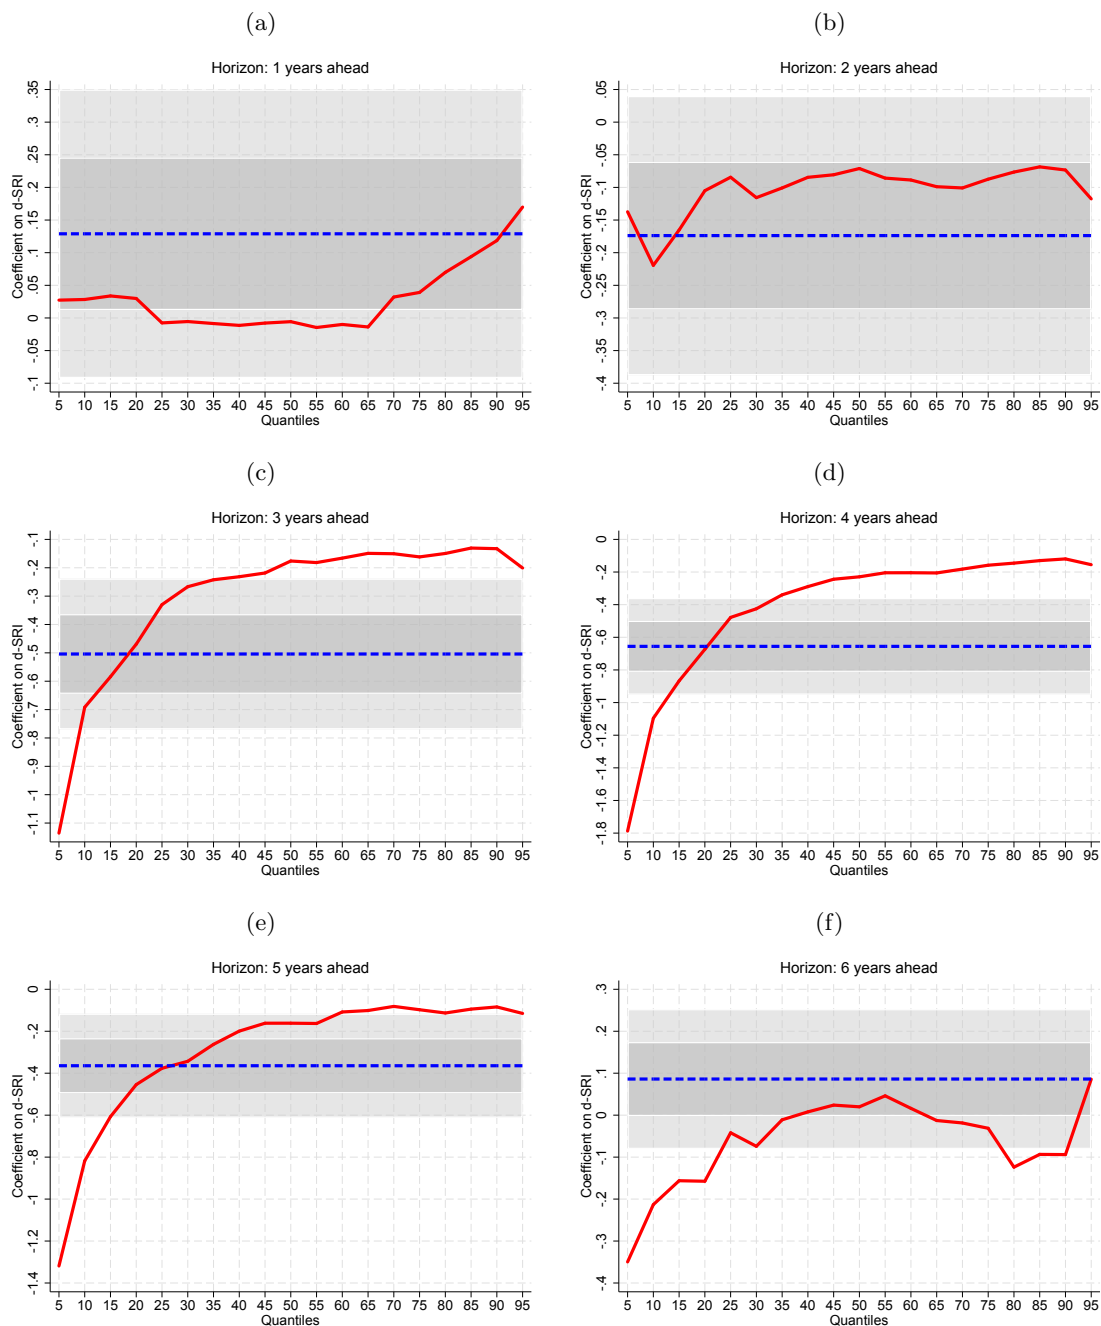 (a)
Horizon: 1 years ahead
Coefficient on d-SRI
-.1 -.05 0 .05 .1 .15 .2 .25 .3 .35
5 10 15 20 25 30 35 40 45 50 55 60 65 70 75 80 85 90 95
Quantiles
(b)
Horizon: 2 years ahead
Coefficient on d-SRI
-.4 -.35 -.3 -.25 -.2 -.15 -.1 -.05 0 .05
5 10 15 20 25 30 35 40 45 50 55 60 65 70 75 80 85 90 95
Quantiles
(c)
Horizon: 3 years ahead
Coefficient on d-SRI
-1.1 -1 -.9 -.8 -.7 -.6 -.5 -.4 -.3 -.2 -.1
5 10 15 20 25 30 35 40 45 50 55 60 65 70 75 80 85 90 95
Quantiles
(d)
Horizon: 4 years ahead
Coefficient on d-SRI
-1.8 -1.6 -1.4 -1.2 -1 -.8 -.6 -.4 -.2 0
5 10 15 20 25 30 35 40 45 50 55 60 65 70 75 80 85 90 95
Quantiles
(e)
Horizon: 5 years ahead
Coefficient on d-SRI
-1.4 -1.2 -1 -.8 -.6 -.4 -.2 0
5 10 15 20 25 30 35 40 45 50 55 60 65 70 75 80 85 90 95
Quantiles
(f)
Horizon: 6 years ahead
Coefficient on d-SRI
-.4 -.3 -.2 -.1 0 .1 .2 .3
5 10 15 20 25 30 35 40 45 50 55 60 65 70 75 80 85 90 95
Quantiles